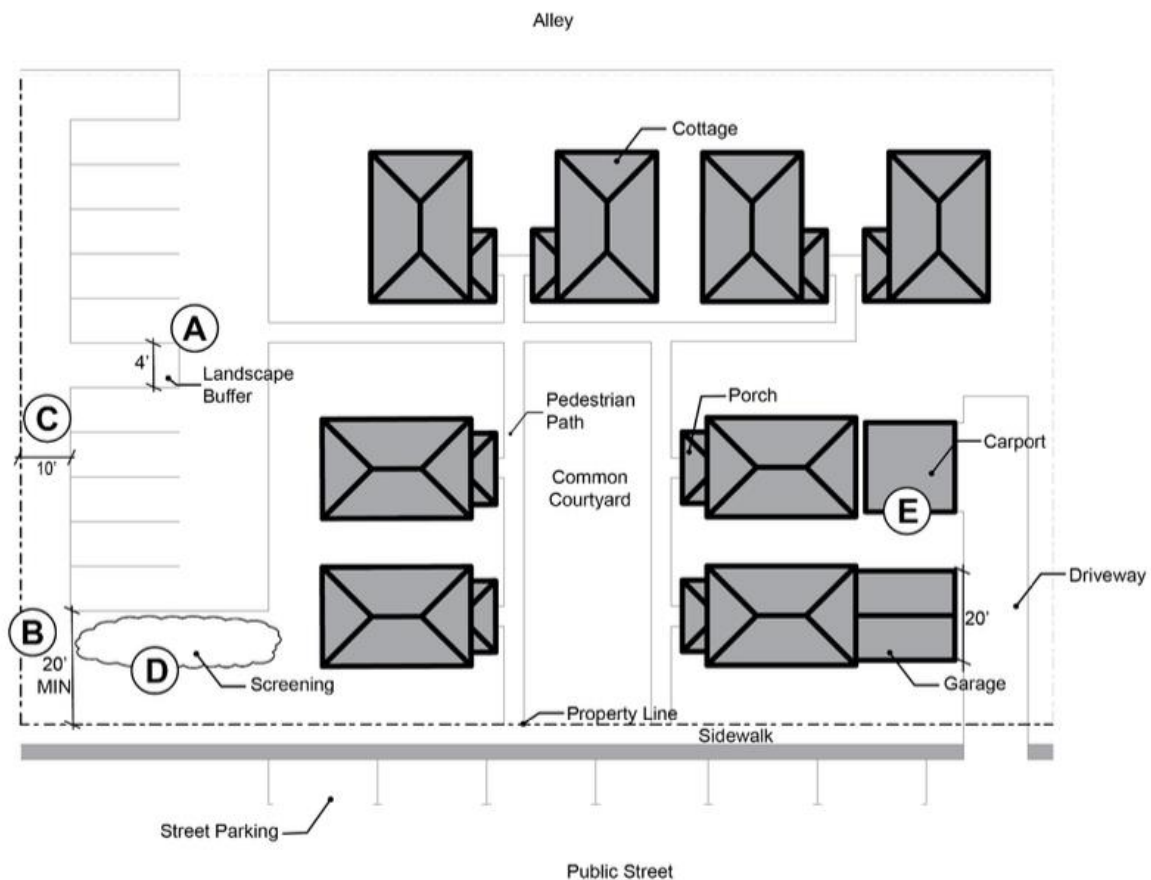 Alley
Cottage
A
4'
Landscape
Buffer
C
10'
Pedestrian
Path
Porch
Common
Courtyard
Carport
E
Driveway
B
20'
MIN
D
Screening
20'
Garage
Property Line
Sidewalk
Street Parking
Public Street